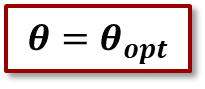 θ = θ_opt